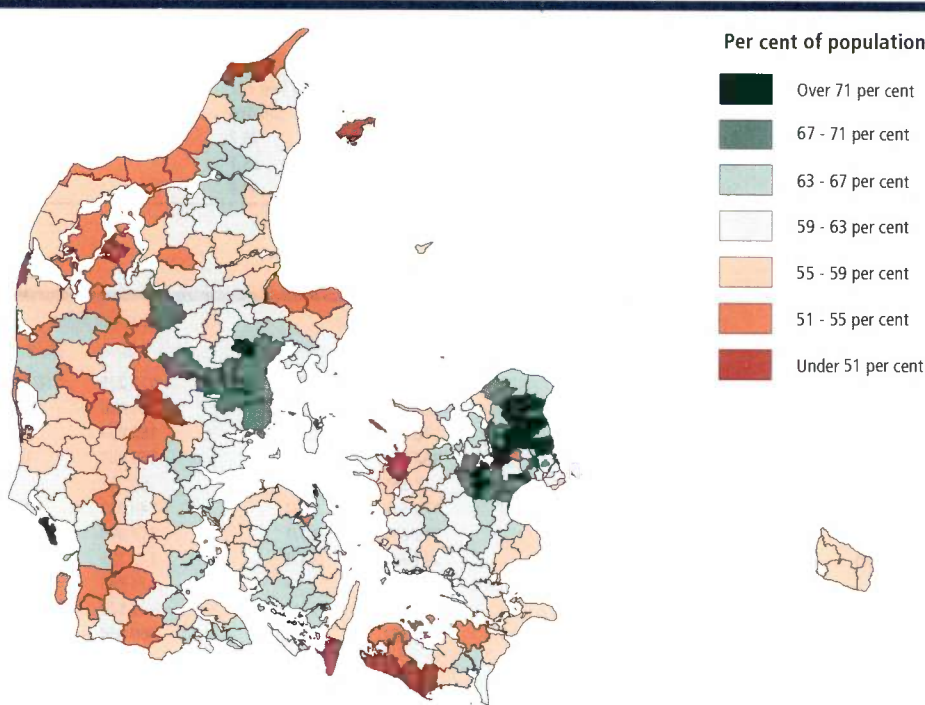 Per cent of population
Over 71 per cent
67 - 71 per cent
63 - 67 per cent
59 - 63 per cent
55 - 59 per cent
51 - 55 per cent
Under 51 per cent